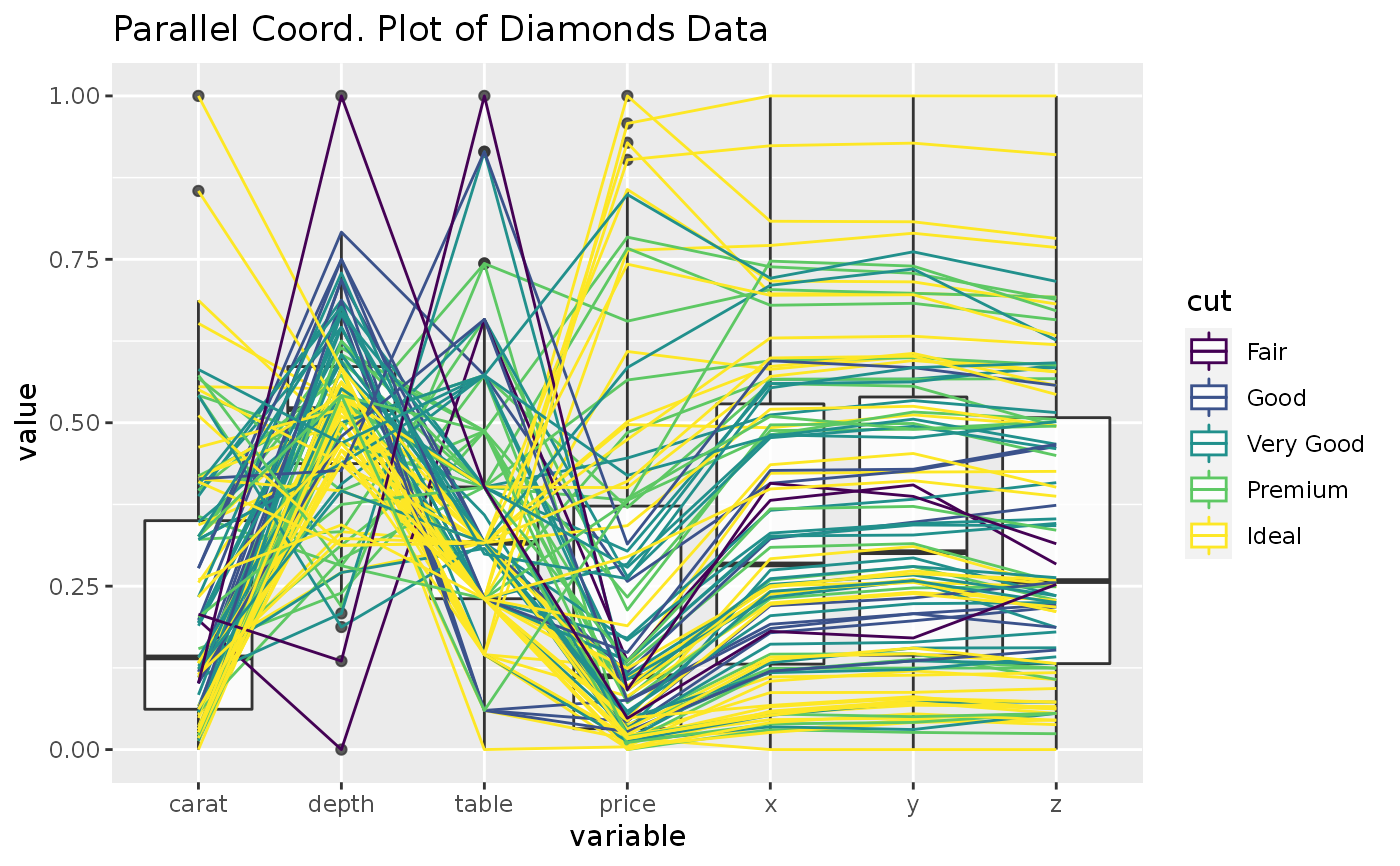 Parallel Coord. Plot of Diamonds Data
value
1.00
0.75
0.50
0.25
0.00
carat depth table price x y z
variable
cut
Fair
Good
Very Good
Premium
Ideal